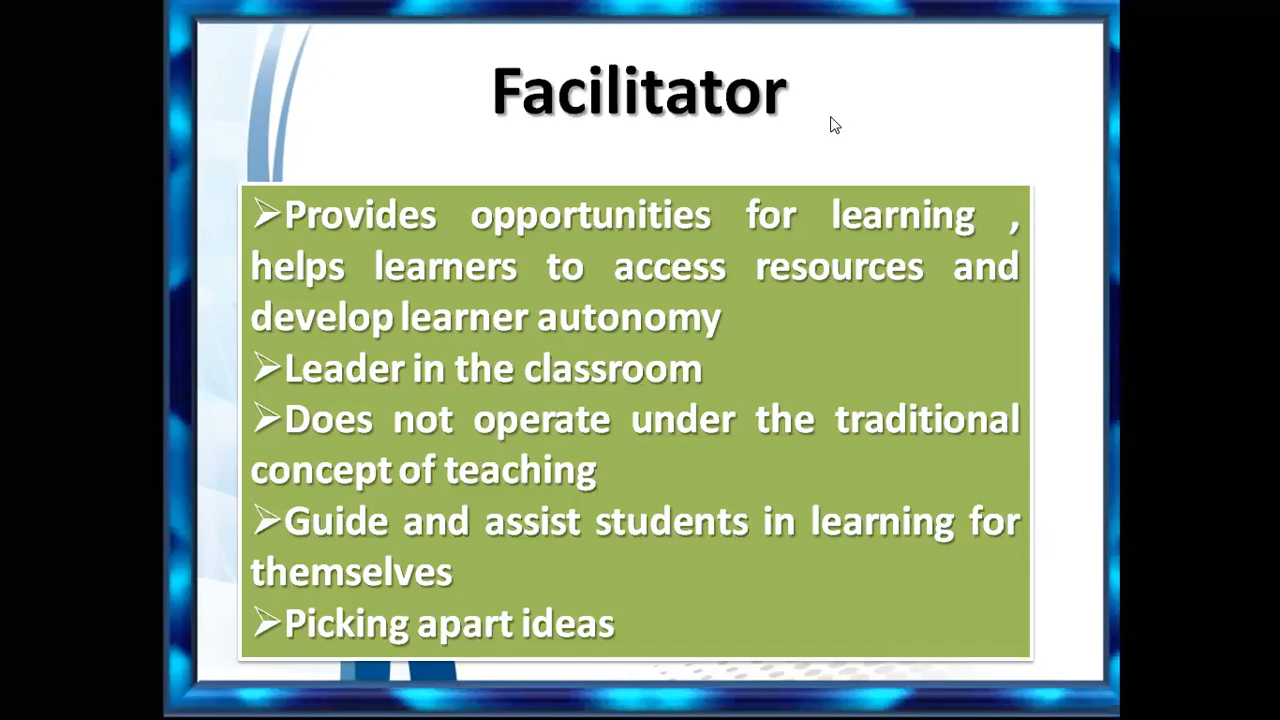 Facilitator
➢Provides opportunities for learning ,
helps learners to access resources and
develop learner autonomy
➢Leader in the classroom
➢Does not operate under the traditional
concept of teaching
➢Guide and assist students in learning for
themselves
➢Picking apart ideas